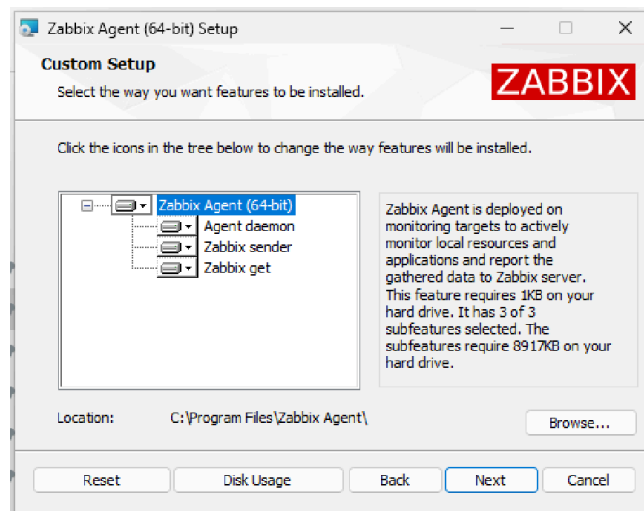 Zabbix Agent (64-bit) Setup
Custom Setup
Select the way you want features to be installed.
ZABBIX
Click the icons in the tree below to change the way features will be installed.
Zabbix Agent (64-bit)
Agent daemon
Zabbix sender
Zabbix get
Zabbix Agent is deployed on
monitoring targets to actively
monitor local resources and
applications and report the
gathered data to Zabbix server.
This feature requires 1KB on your
hard drive. It has 3 of 3
subfeatures selected. The
subfeatures require 8917KB on your
hard drive.
Location: C:\Program Files\Zabbix Agent\
Browse...
Reset Disk Usage Back Next Cancel